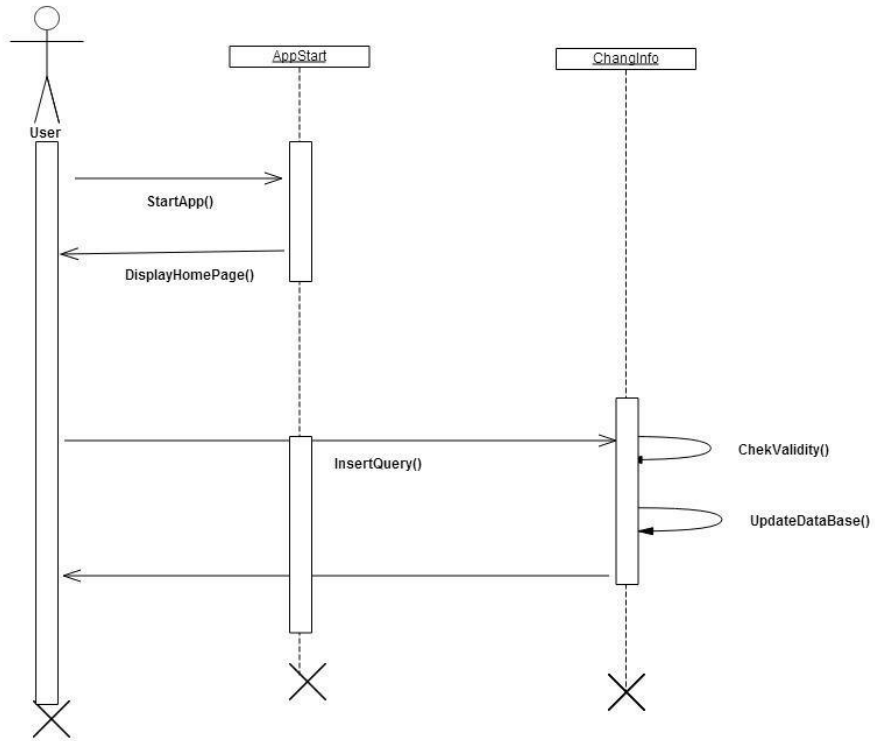 AppStart
ChangInfo
User
StartApp()
DisplayHomePage()
InsertQuery()
ChekValidity()
UpdateDataBase()